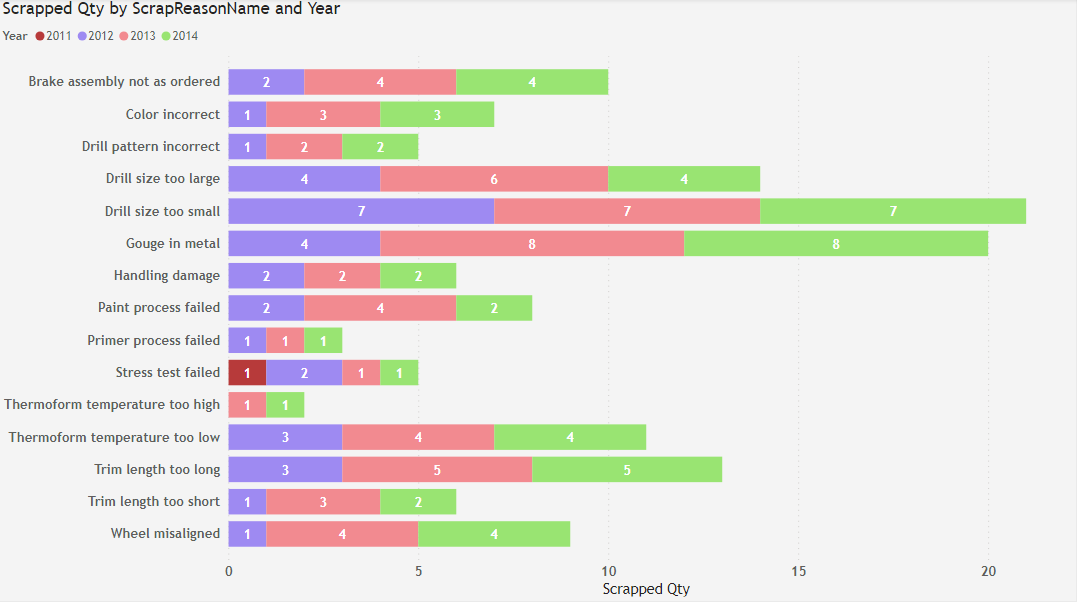 Scrapped Qty by ScrapReasonName and Year
Year 2011 2012 2013 2014
Brake assembly not as ordered 2 4 4
Color incorrect 1 3 3
Drill pattern incorrect 1 2 2
Drill size too large 4 6 4
Drill size too small 7 7 7
Gouge in metal 4 8 8
Handling damage 2 2 2
Paint process failed 2 4 2
Primer process failed 1 1 1
Stress test failed 1 2 1 1
Thermoform temperature too high 1 1
Thermoform temperature too low 3 4 4
Trim length too long 3 5 5
Trim length too short 1 3 2
Wheel misaligned 1 4 4
0 5 10 15 20
Scrapped Qty